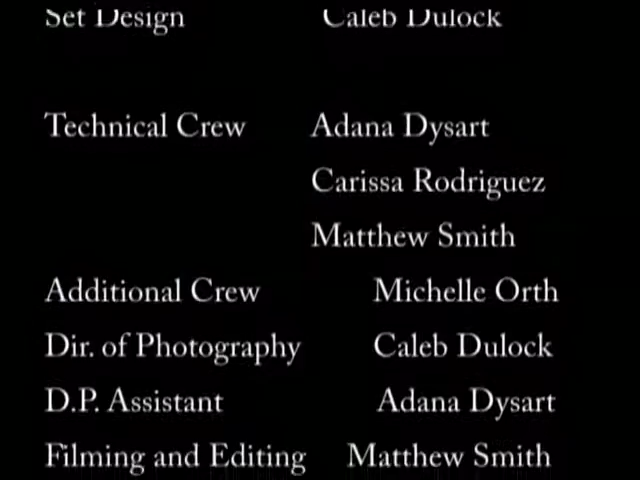 Set Design Caleb Dulock
Technical Crew Adana Dysart
Carissa Rodriguez
Matthew Smith
Additional Crew Michelle Orth
Dir. of Photography Caleb Dulock
D.P. Assistant Adana Dysart
Filming and Editing Matthew Smith